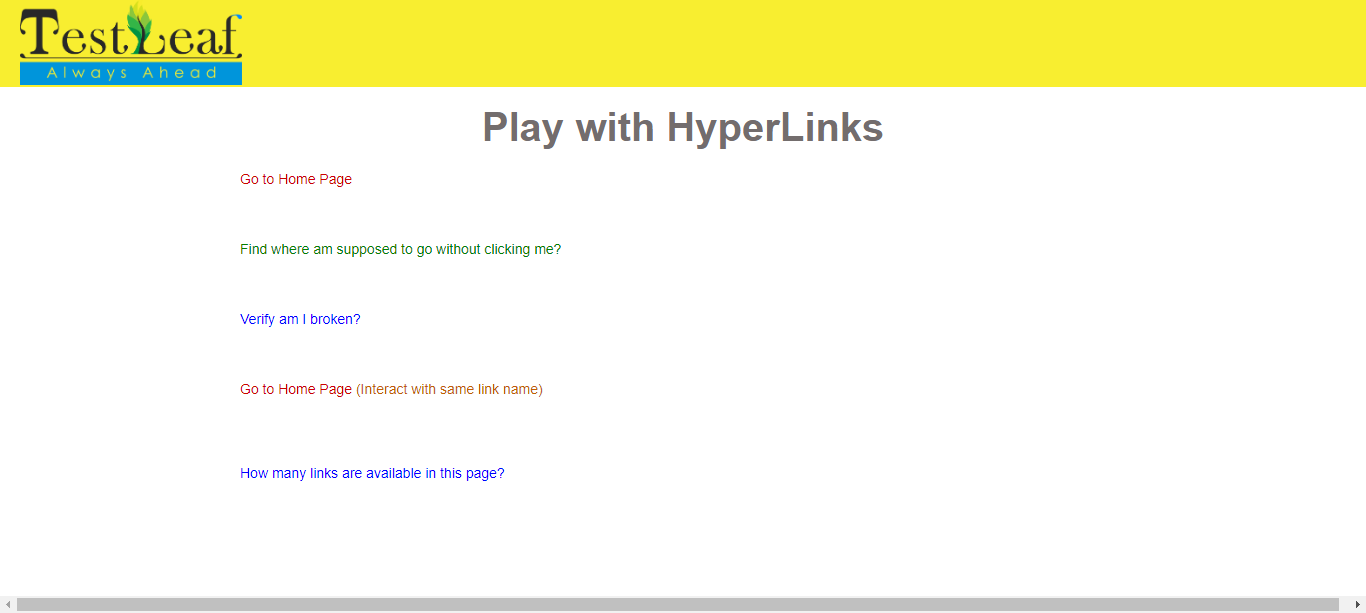 TestLeaf
Always Ahead
Play with HyperLinks
Go to Home Page
Find where am supposed to go without clicking me?
Verify am I broken?
Go to Home Page (Interact with same link name)
How many links are available in this page?